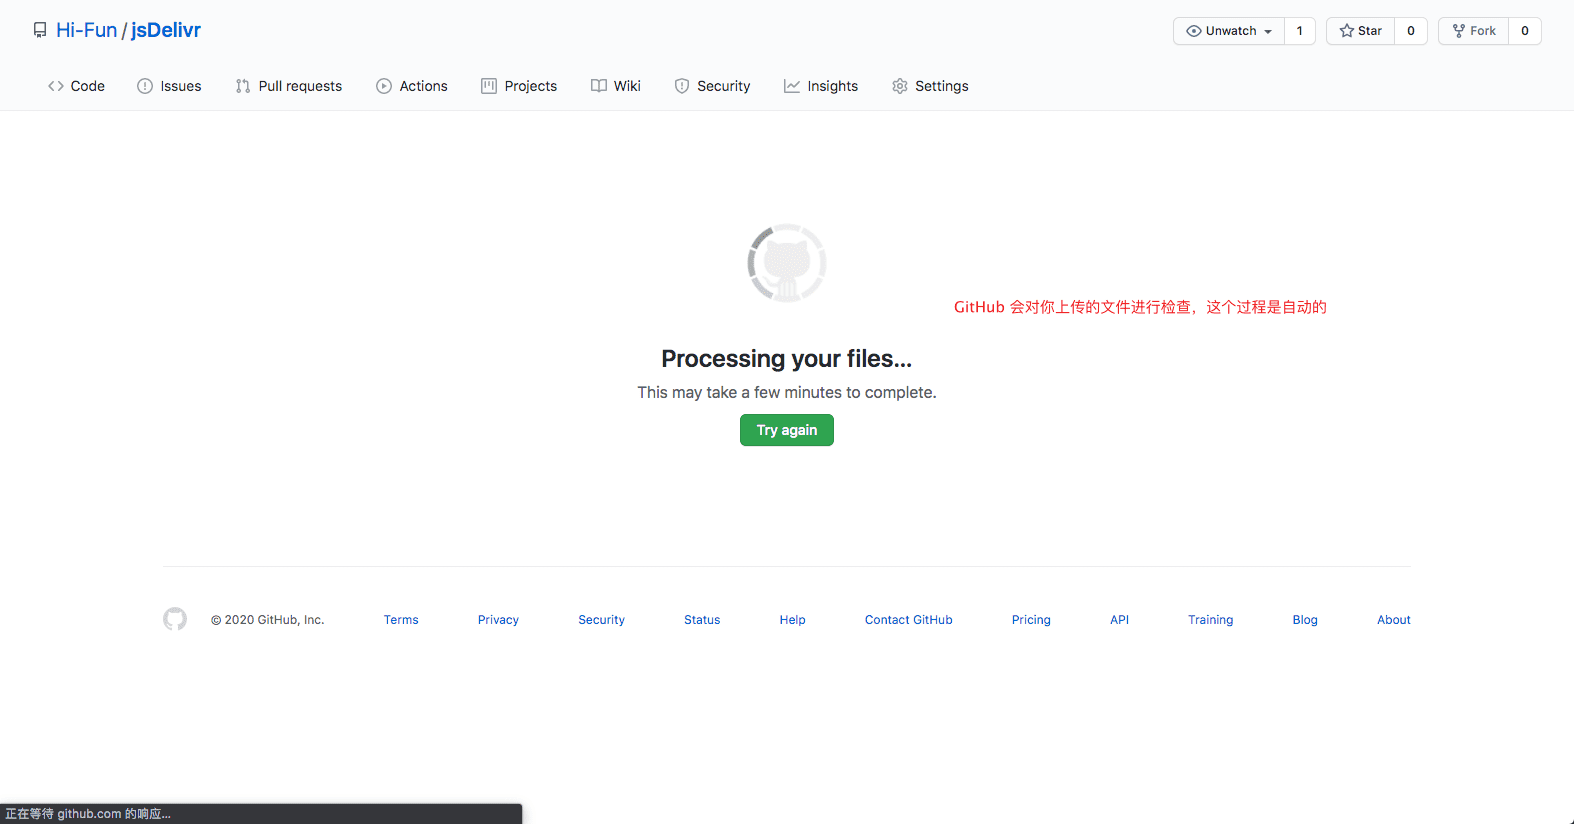 Hi-Fun / jsDelivr
Unwatch 1 Star 0 Fork 0
Code Issues Pull requests Actions Projects Wiki Security Insights Settings
GitHub 会对你上传的文件进行检查，这个过程是自动的
Processing your files...
This may take a few minutes to complete.
Try again
© 2020 GitHub, Inc. Terms Privacy Security Status Help Contact GitHub Pricing API Training Blog About
正在等待 github.com 的响应...